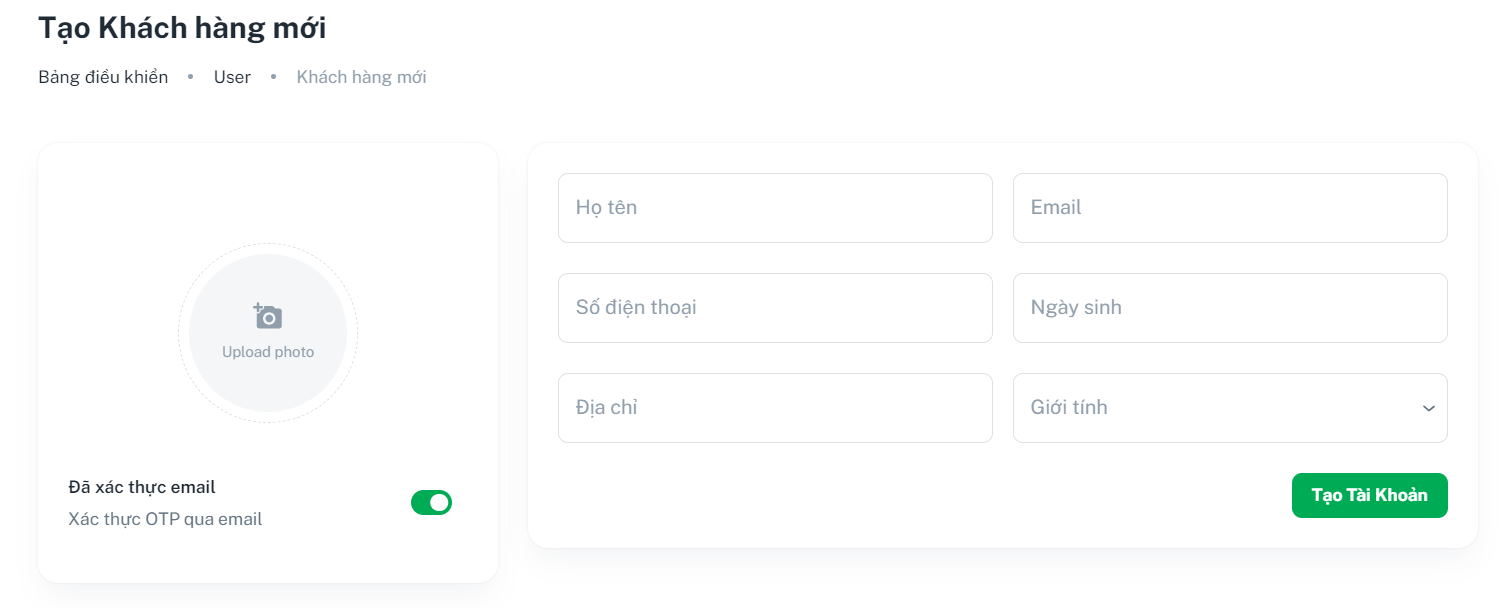 Tạo Khách hàng mới
Bảng điều khiển • User • Khách hàng mới
Upload photo
Đã xác thực email
Xác thực OTP qua email
Họ tên
Email
Số điện thoại
Ngày sinh
Địa chỉ
Giới tính
Tạo Tài Khoản